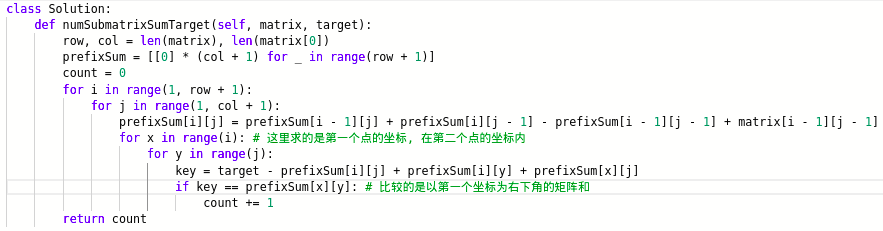 class Solution:
    def numSubmatrixSumTarget(self, matrix, target):
        row, col = len(matrix), len(matrix[0])
        prefixSum = [[0] * (col + 1) for _ in range(row + 1)]
        count = 0
        for i in range(1, row + 1):
            for j in range(1, col + 1):
                prefixSum[i][j] = prefixSum[i - 1][j] + prefixSum[i][j - 1] - prefixSum[i - 1][j - 1] + matrix[i - 1][j - 1]
                for x in range(i): # 这里求的是第一个点的坐标, 在第二个点的坐标内
                    for y in range(j):
                        key = target - prefixSum[i][j] + prefixSum[i][y] + prefixSum[x][j]
                        if key == prefixSum[x][y]: # 比较的是以第一个坐标为右下角的矩阵和
                            count += 1
        return count